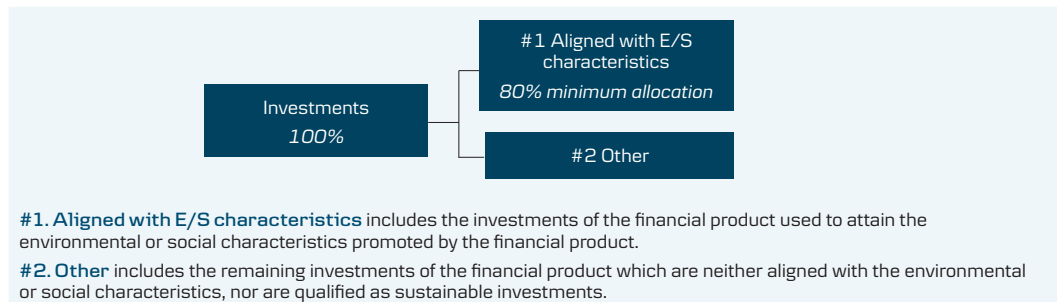 #1 Aligned with E/S
characteristics
80% minimum allocation
Investments
100%
#2 Other
#1. Aligned with E/S characteristics includes the investments of the financial product used to attain the
environmental or social characteristics promoted by the financial product.
#2. Other includes the remaining investments of the financial product which are neither aligned with the environmental
or social characteristics, nor are qualified as sustainable investments.